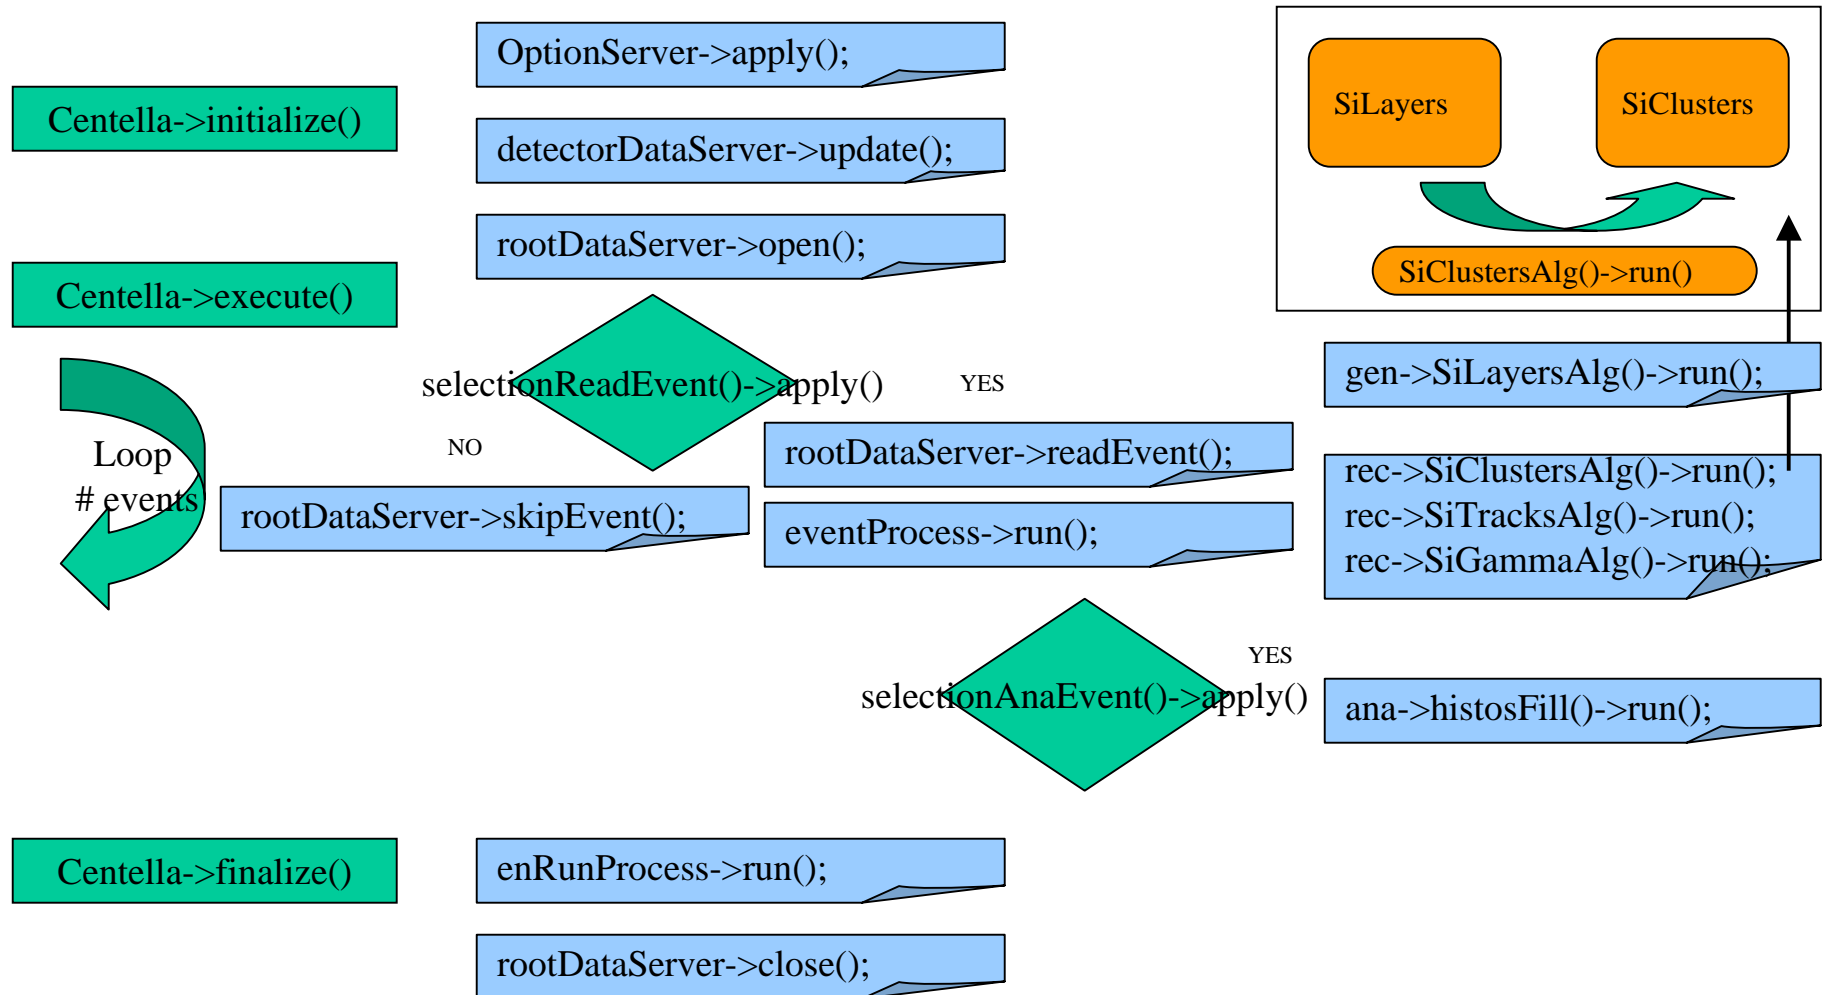 OptionServer->apply();
Centella->initialize()
detectorDataServer->update();
rootDataServer->open();
SiLayers
SiClusters
SiClustersAlg()->run()
Centella->execute()
selectionReadEvent()->apply()
YES
NO
Loop
# events
rootDataServer->skipEvent();
rootDataServer->readEvent();
eventProcess->run();
gen->SiLayersAlg()->run();
rec->SiClustersAlg()->run();
rec->SiTracksAlg()->run();
rec->SiGammaAlg()->run();
selectionAnaEvent()->apply()
YES
ana->histosFill()->run();
Centella->finalize()
enRunProcess->run();
rootDataServer->close();